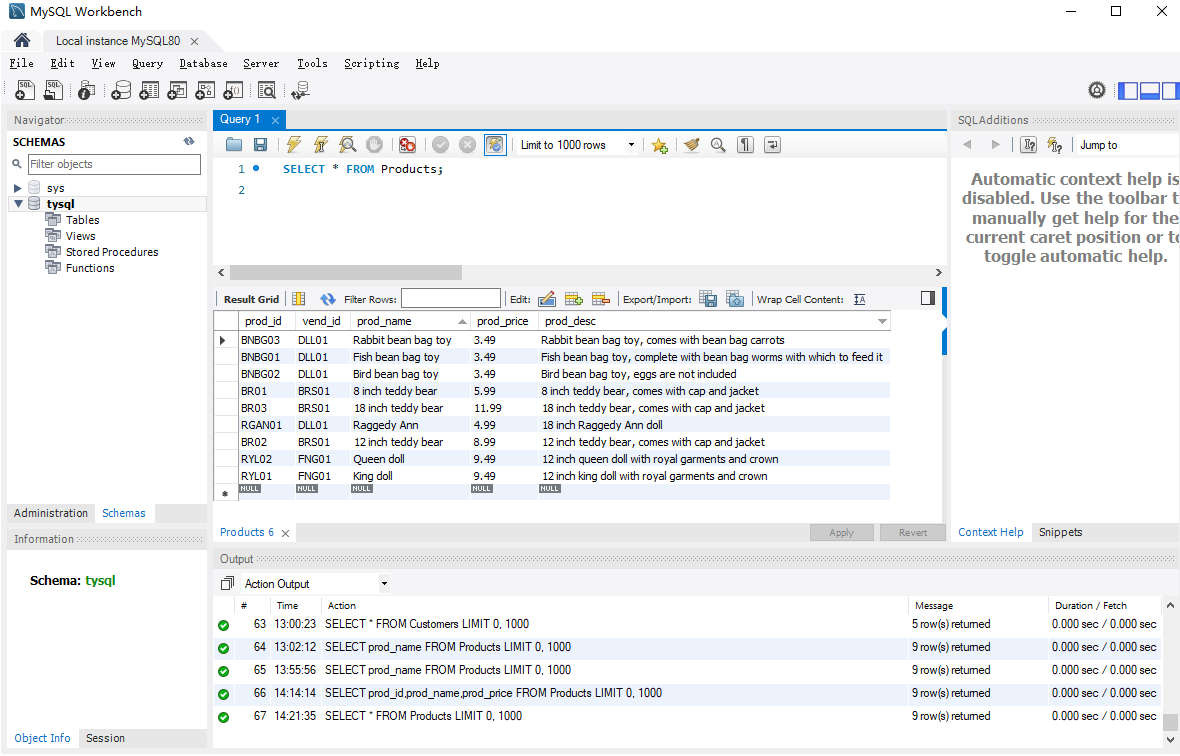 MySQL Workbench
Local instance MySQL80
File Edit View Query Database Server Tools Scripting Help
Navigator
SCHEMAS
Filter objects
sys
tysql
Tables
Views
Stored Procedures
Functions
Administration Schemas
Information
Schema: tysql
Object Info Session
Query 1
Limit to 1000 rows
1 SELECT * FROM Products;
2
Result Grid Filter Rows: Edit: Export/Import: Wrap Cell Content:
prod_id vend_id prod_name prod_price prod_desc
BNBG03 DLL01 Rabbit bean bag toy 3.49 Rabbit bean bag toy, comes with bean bag carrots
BNBG01 DLL01 Fish bean bag toy 3.49 Fish bean bag toy, complete with bean bag worms with which to feed it
BNBG02 DLL01 Bird bean bag toy 3.49 Bird bean bag toy, eggs are not included
BR01 BRS01 8 inch teddy bear 5.99 8 inch teddy bear, comes with cap and jacket
BR03 BRS01 18 inch teddy bear 11.99 18 inch teddy bear, comes with cap and jacket
RGAN01 DLL01 Raggedy Ann 4.99 18 inch Raggedy Ann doll
BR02 BRS01 12 inch teddy bear 8.99 12 inch teddy bear, comes with cap and jacket
RYL02 FNG01 Queen doll 9.49 12 inch queen doll with royal garments and crown
RYL01 FNG01 King doll 9.49 12 inch king doll with royal garments and crown
NULL NULL NULL NULL NULL
Products 6
Apply Revert
SQLAdditions
Jump to
Automatic context help is
disabled. Use the toolbar t
manually get help for the
current caret position or to
toggle automatic help.
Context Help Snippets
Output
Action Output
# Time Action Message Duration / Fetch
63 13:00:23 SELECT * FROM Customers LIMIT 0, 1000 5 row(s) returned 0.000 sec / 0.000 sec
64 13:02:12 SELECT prod_name FROM Products LIMIT 0, 1000 9 row(s) returned 0.000 sec / 0.000 sec
65 13:55:56 SELECT prod_name FROM Products LIMIT 0, 1000 9 row(s) returned 0.000 sec / 0.000 sec
66 14:14:14 SELECT prod_id,prod_name,prod_price FROM Products LIMIT 0, 1000 9 row(s) returned 0.000 sec / 0.000 sec
67 14:21:35 SELECT * FROM Products LIMIT 0, 1000 9 row(s) returned 0.000 sec / 0.000 sec